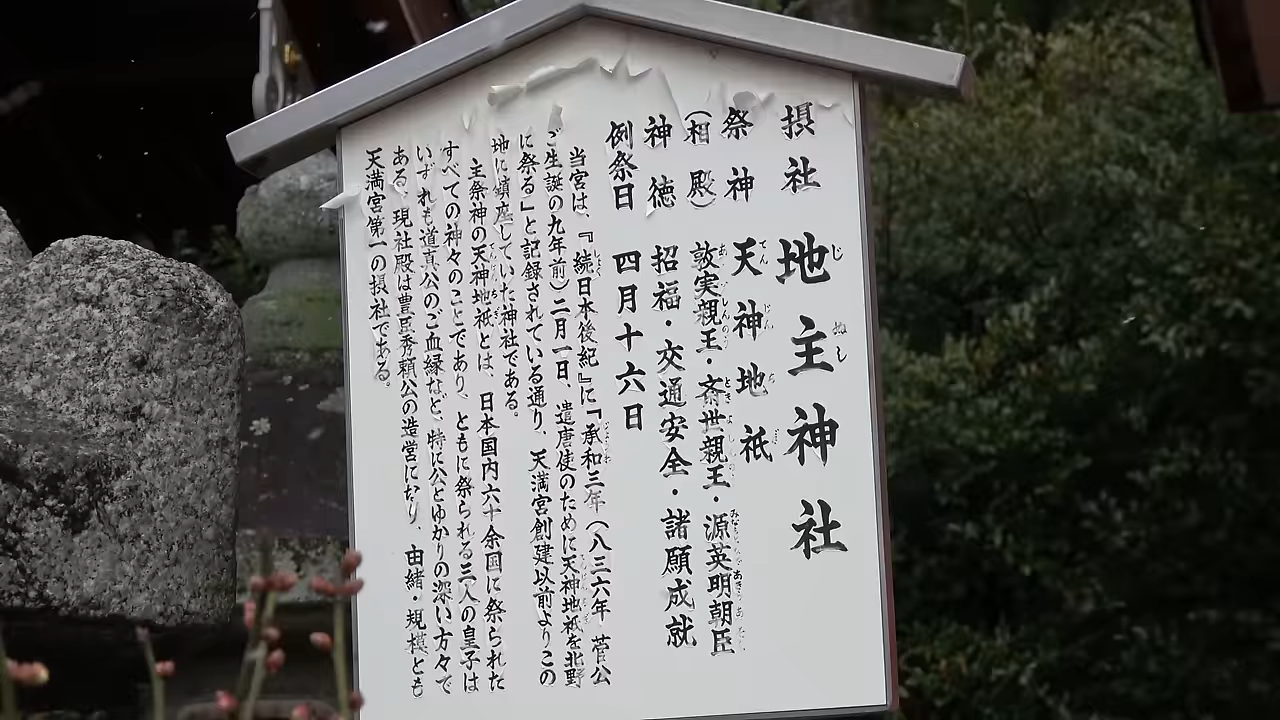 摂社 地主神社
祭神 天神地祇
(相殿) 敦実親王・斎世親王・源英明朝臣
神徳 招福・交通安全・諸願成就
例祭日 四月十六日
当宮は、『続日本後紀』に「承和三年(八三六年 菅公
ご生誕の九年前)二月一日、遣唐使のために天神地祇を北野
に祭る」と記録されている通り、天満宮創建以前よりこの
地に鎮座していた神社である。
主祭神の天神地祇とは、日本国内六十余国に祭られた
すべての神々のことであり、ともに祭られる三人の皇子は
いずれも道真公のご血縁など、特に公とゆかりの深い方々で
ある。現社殿は豊臣秀頼公の造営になり、由緒・規模とも
天満宮第一の摂社である。